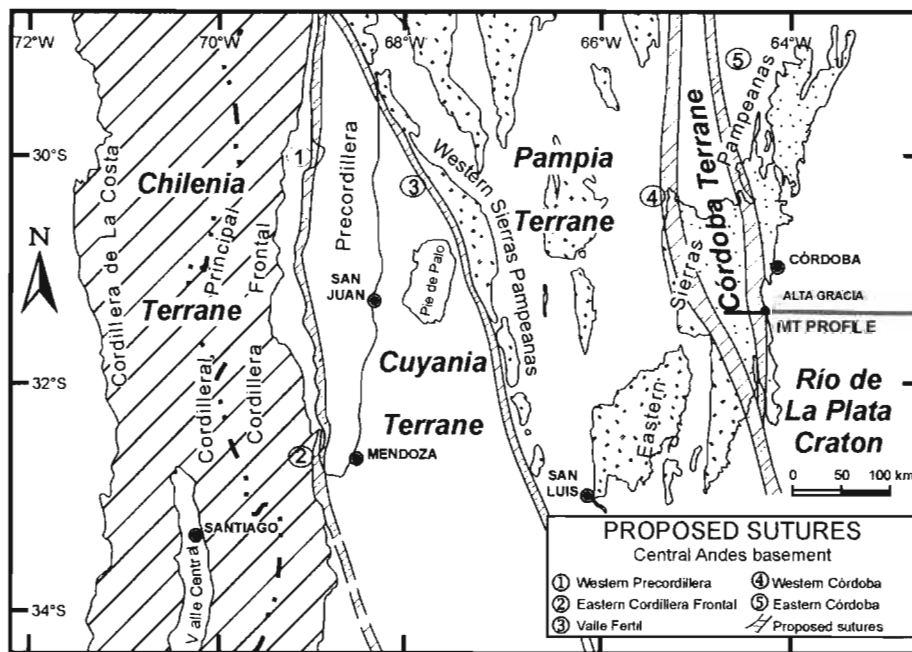 72°W
70°W
68°W
66°W
64°W
30°S
32°S
34°S
N
Cordillera de La Costa
Chilenia
Terrane
Cordillera
Principal
Cordillera
Frontal
Valle Central
SANTIAGO
1
2
Precordillera
SAN
JUAN
Pie de Palo
MENDOZA
Cuyania
Terrane
3
Western Sierras Pampeanas
Pampia
Terrane
SAN
LUIS
Eastern
Sierras
Pampeanas
4
Córdoba Terrane
5
CÓRDOBA
ALTA GRACIA
MT PROFILE
Río de
La Plata
Craton
0 50 100 km
PROPOSED SUTURES
Central Andes basement
1 Western Precordillera
2 Eastern Cordillera Frontal
3 Valle Fertil
4 Western Córdoba
5 Eastern Córdoba
Proposed sutures